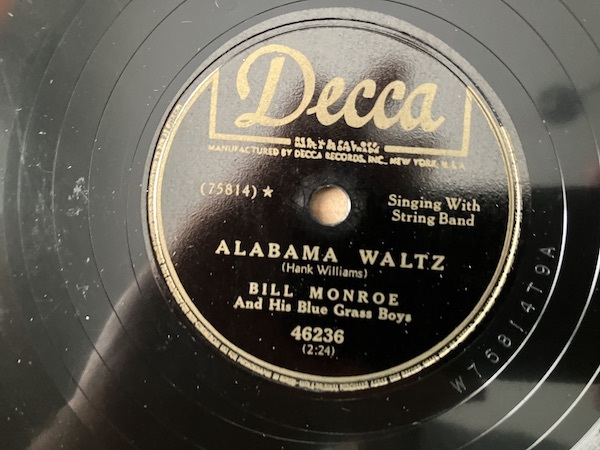 Decca
MANUFACTURED BY DECCA RECORDS, INC., NEW YORK, U.S.A.
(75814) ★
Singing With
String Band
ALABAMA WALTZ
(Hank Williams)
BILL MONROE
And His Blue Grass Boys
46236
(2:24)
W75814T9A